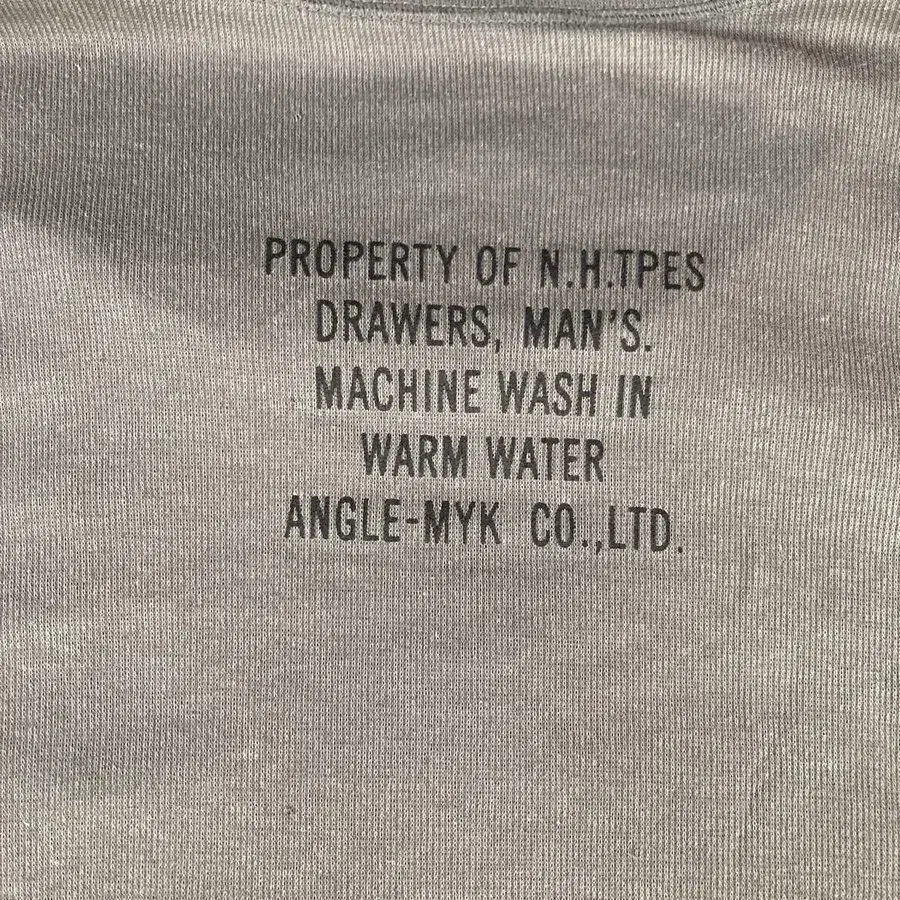 PROPERTY OF N.H.TPES
DRAWERS, MAN'S.
MACHINE WASH IN
WARM WATER
ANGLE-MYK CO.,LTD.